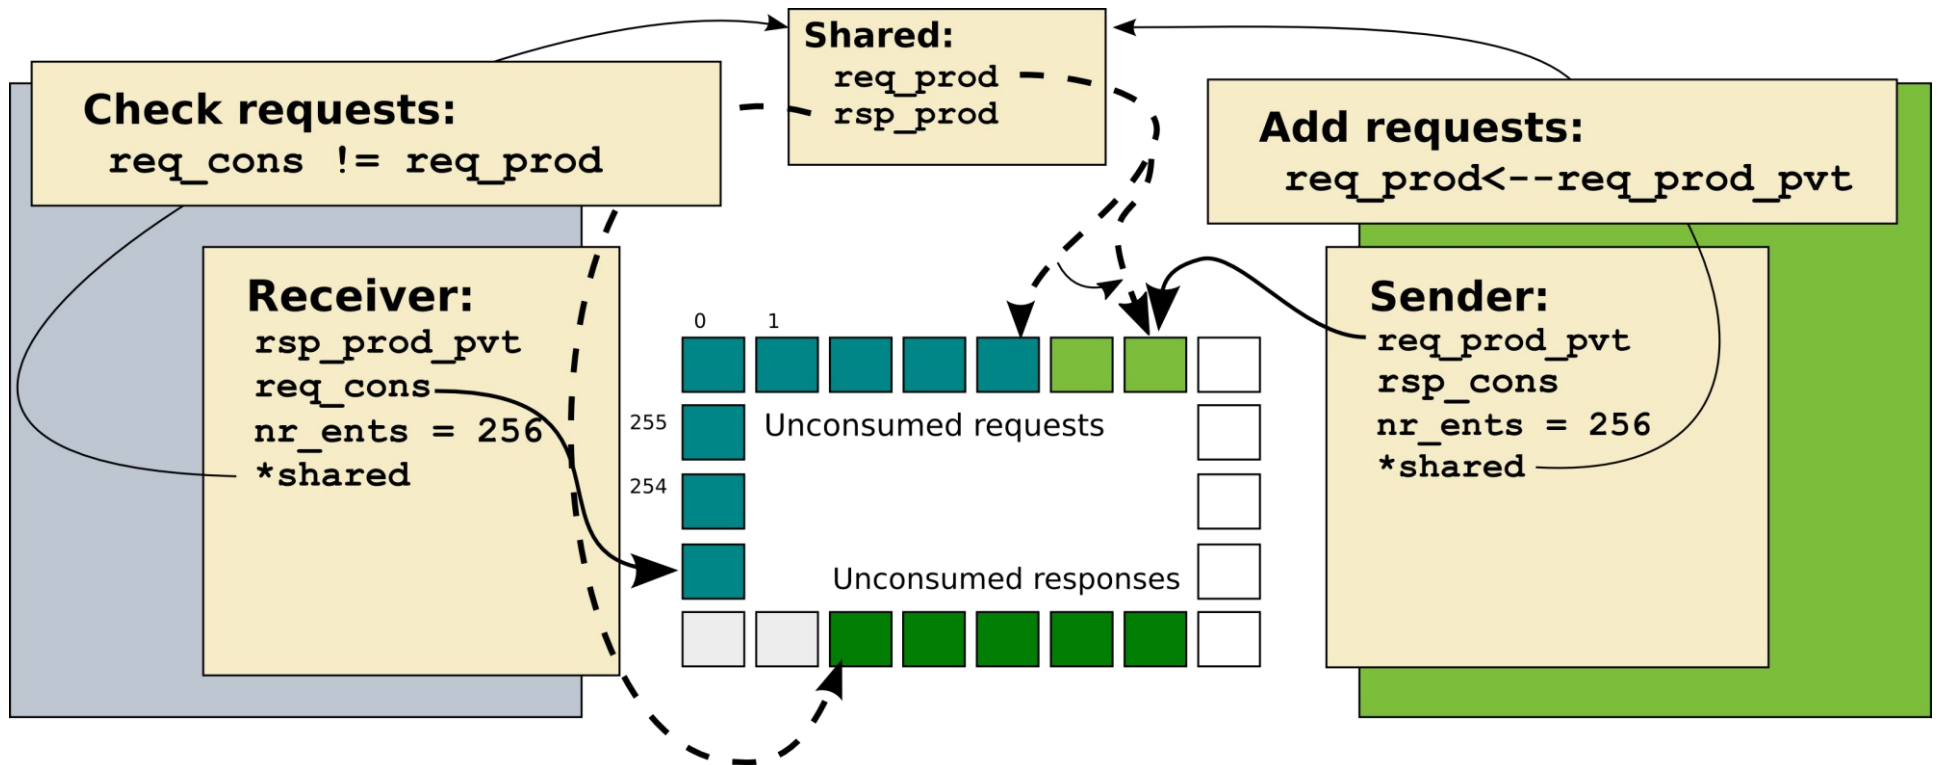 Shared:
req_prod
rsp_prod
Check requests:
req_cons != req_prod
Add requests:
req_prod<--req_prod_pvt
Receiver:
rsp_prod_pvt
req_cons
nr_ents = 256
*shared
0 1
255
254
Unconsumed requests
Unconsumed responses
Sender:
req_prod_pvt
rsp_cons
nr_ents = 256
*shared